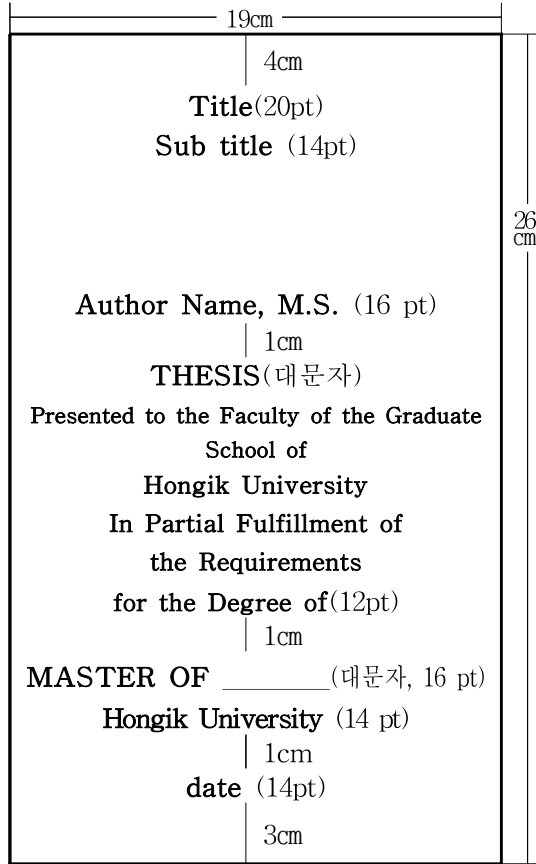 19㎝
4㎝
Title(20pt)
Sub title (14pt)
26
㎝
Author Name, M.S. (16 pt)
1㎝
THESIS(대문자)
Presented to the Faculty of the Graduate
School of
Hongik University
In Partial Fulfillment of
the Requirements
for the Degree of(12pt)
1㎝
MASTER OF ________(대문자, 16 pt)
Hongik University (14 pt)
1cm
date (14pt)
3㎝